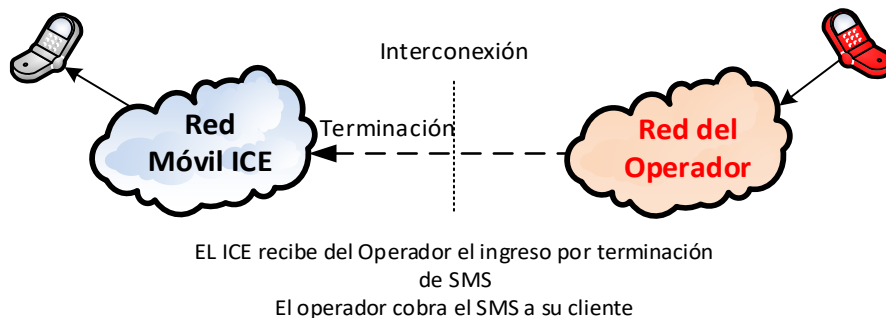 Interconexión
Red
Móvil ICE
Terminación
Red del
Operador
EL ICE recibe del Operador el ingreso por terminación
de SMS
El operador cobra el SMS a su cliente